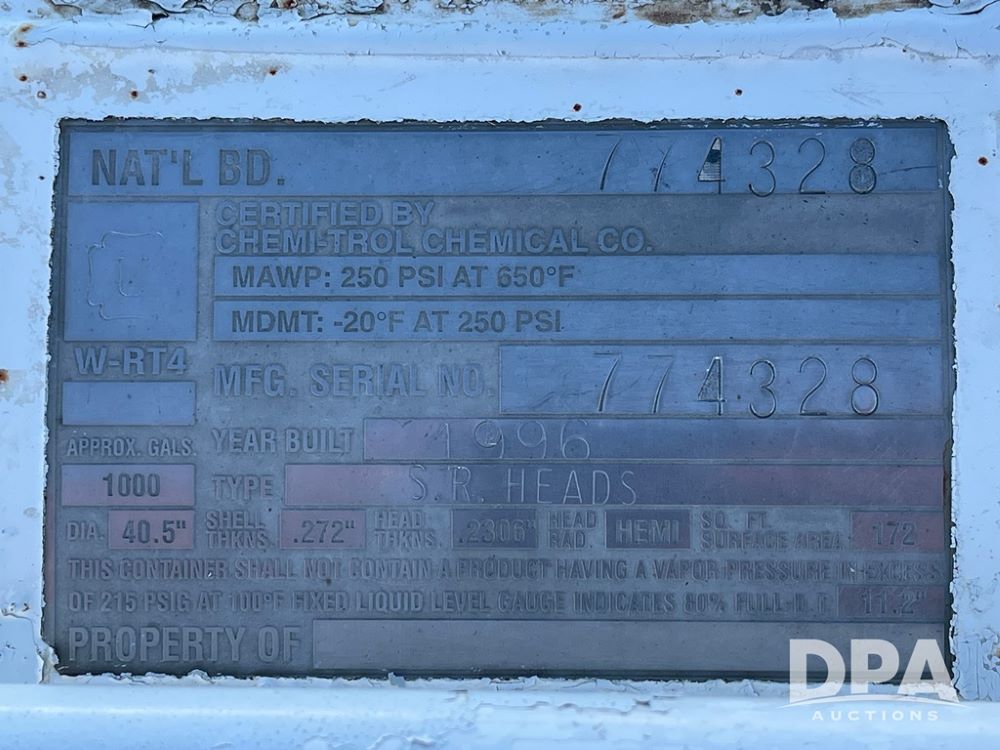 NAT'L BD. 774328
U
CERTIFIED BY
CHEMI-TROL CHEMICAL CO.
MAWP: 250 PSI AT 650°F
MDMT: -20°F AT 250 PSI
W-RT4
MFG. SERIAL NO. 774328
YEAR BUILT 1996
APPROX. GALS.
1000
TYPE S.R. HEADS
DIA. 40.5" SHELL THKNS. .272" HEAD THKNS. .2306" HEAD RAD. HEMI SQ. FT. SURFACE AREA 172
THIS CONTAINER SHALL NOT CONTAIN A PRODUCT HAVING A VAPOR PRESSURE IN EXCESS
OF 215 PSIG AT 100°F FIXED LIQUID LEVEL GAUGE INDICATES 80% FULL-D.T. 11.2"
PROPERTY OF
DPA
AUCTIONS